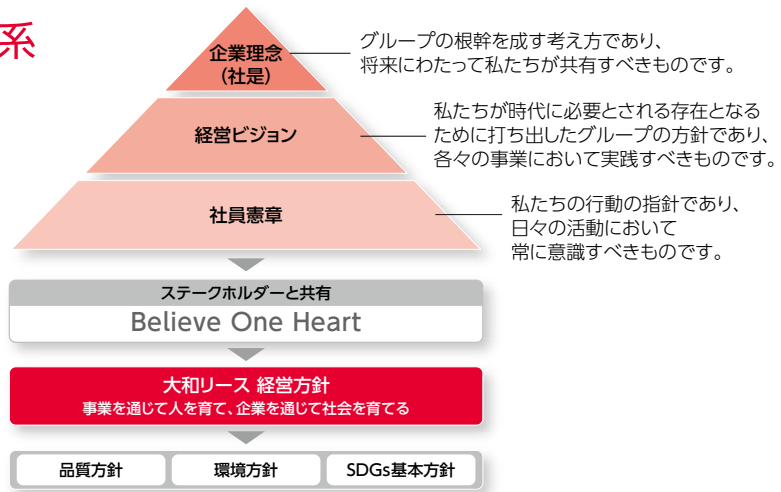 系
企業理念
(社是)
グループの根幹を成す考え方であり、
将来にわたって私たちが共有すべきものです。
経営ビジョン
私たちが時代に必要とされる存在となる
ために打ち出したグループの方針であり、
各々の事業において実践すべきものです。
社員憲章
私たちの行動の指針であり、
日々の活動において
常に意識すべきものです。
ステークホルダーと共有
Believe One Heart
大和リース 経営方針
事業を通じて人を育て、企業を通じて社会を育てる
品質方針
環境方針
SDGs基本方針